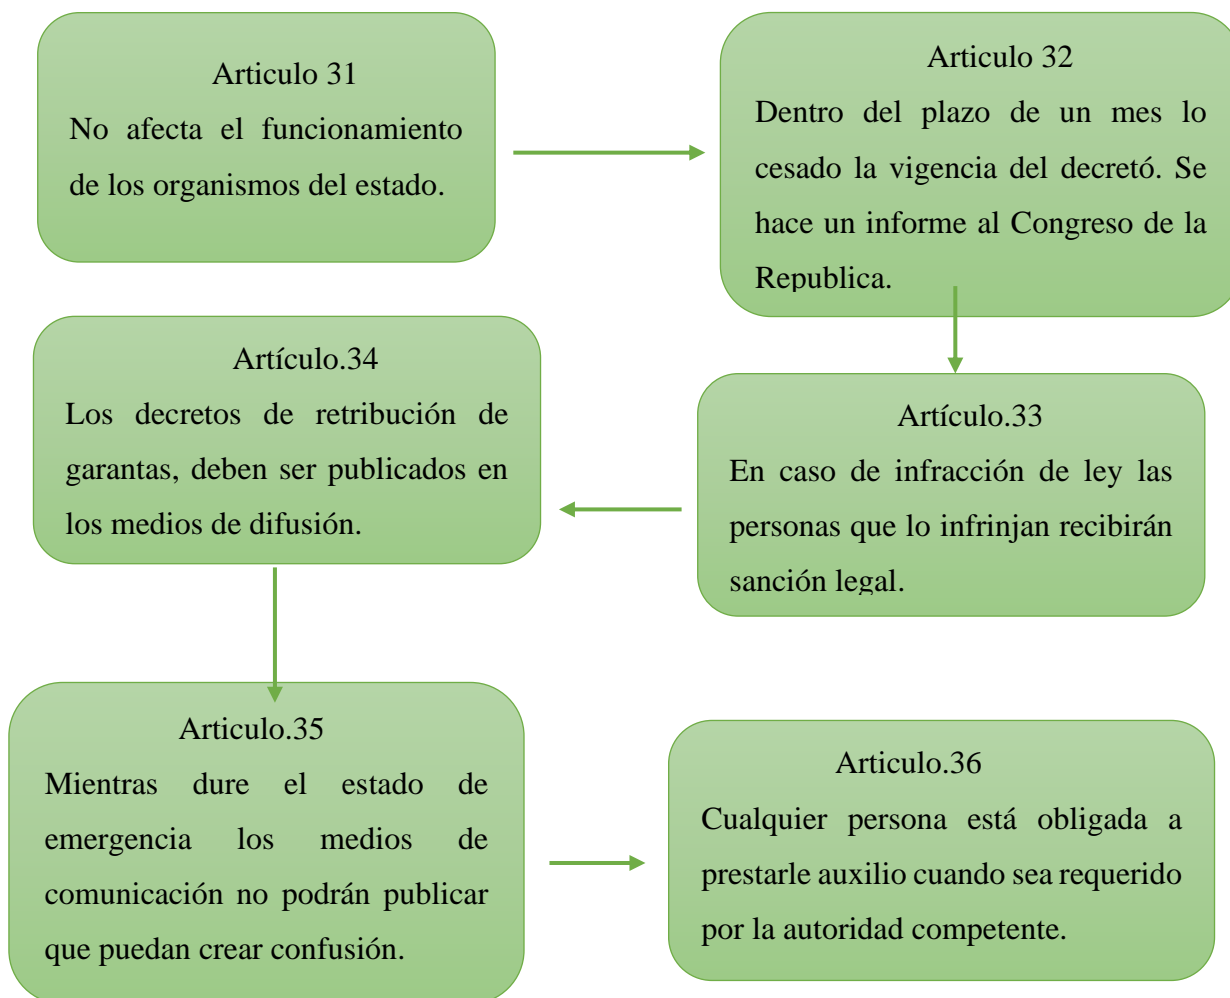 Articulo 31
No afecta el funcionamiento
de los organismos del estado.
Articulo 32
Dentro del plazo de un mes lo
cesado la vigencia del decretó. Se
hace un informe al Congreso de la
Republica.
Artículo.33
En caso de infracción de ley las
personas que lo infrinjan recibirán
sanción legal.
Artículo.34
Los decretos de retribución de
garantas, deben ser publicados en
los medios de difusión.
Articulo.35
Mientras dure el estado de
emergencia los medios de
comunicación no podrán publicar
que puedan crear confusión.
Articulo.36
Cualquier persona está obligada a
prestarle auxilio cuando sea requerido
por la autoridad competente.